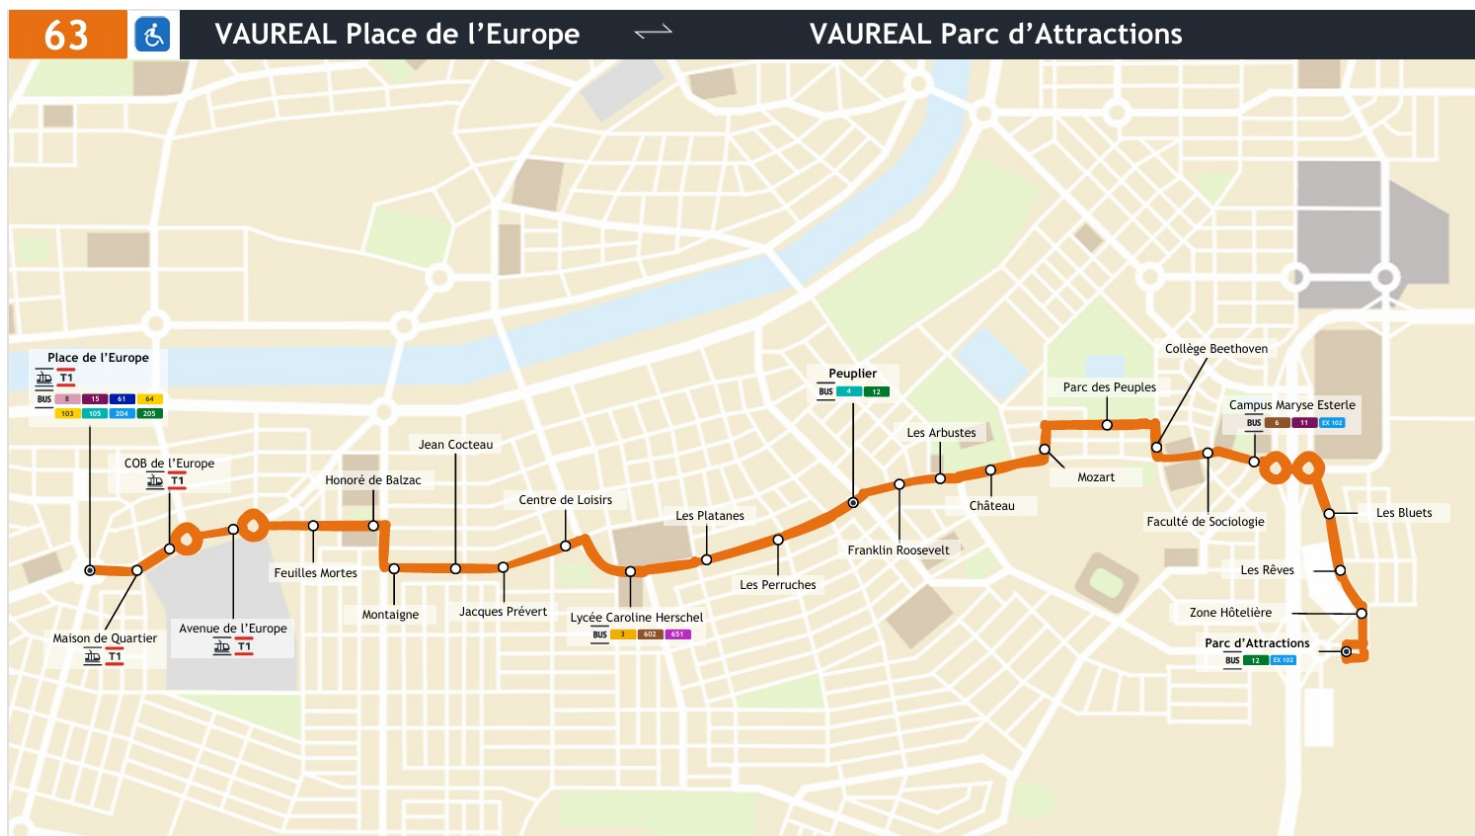 63
VAUREAL Place de l'Europe
VAUREAL Parc d'Attractions
Place de l'Europe
T1
BUS 8 15 61 64
103 105 204 205
COB de l'Europe
T1
Maison de Quartier
T1
Avenue de l'Europe
T1
Feuilles Mortes
Honoré de Balzac
Montaigne
Jean Cocteau
Jacques Prévert
Centre de Loisirs
Lycée Caroline Herschel
BUS 3 602 651
Les Platanes
Les Perruches
Peuplier
BUS 4 12
Franklin Roosevelt
Les Arbustes
Château
Mozart
Parc des Peuples
Collège Beethoven
Faculté de Sociologie
Campus Maryse Esterle
BUS 6 11 EX 102
Les Bluets
Les Rêves
Zone Hôtelière
Parc d'Attractions
BUS 12 EX 102